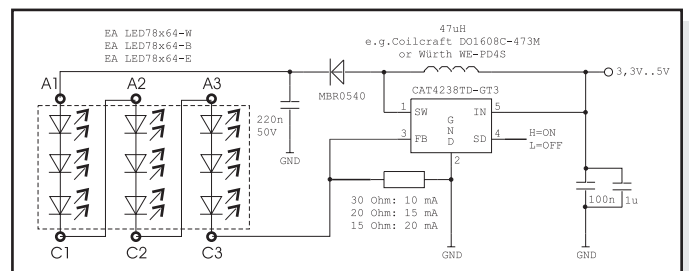 EA LED78x64-W
EA LED78x64-B
EA LED78x64-E
47uH
e.g.Coilcraft DO1608C-473M
or Würth WE-PD4S
A1
A2
A3
3,3V..5V
MBR0540
CAT4238TD-GT3
220n
50V
GND
1
SW
IN
5
3
FB
GND
SD
4
H=ON
L=OFF
2
30 Ohm: 10 mA
20 Ohm: 15 mA
15 Ohm: 20 mA
100n
1u
C1
C2
C3
GND
GND